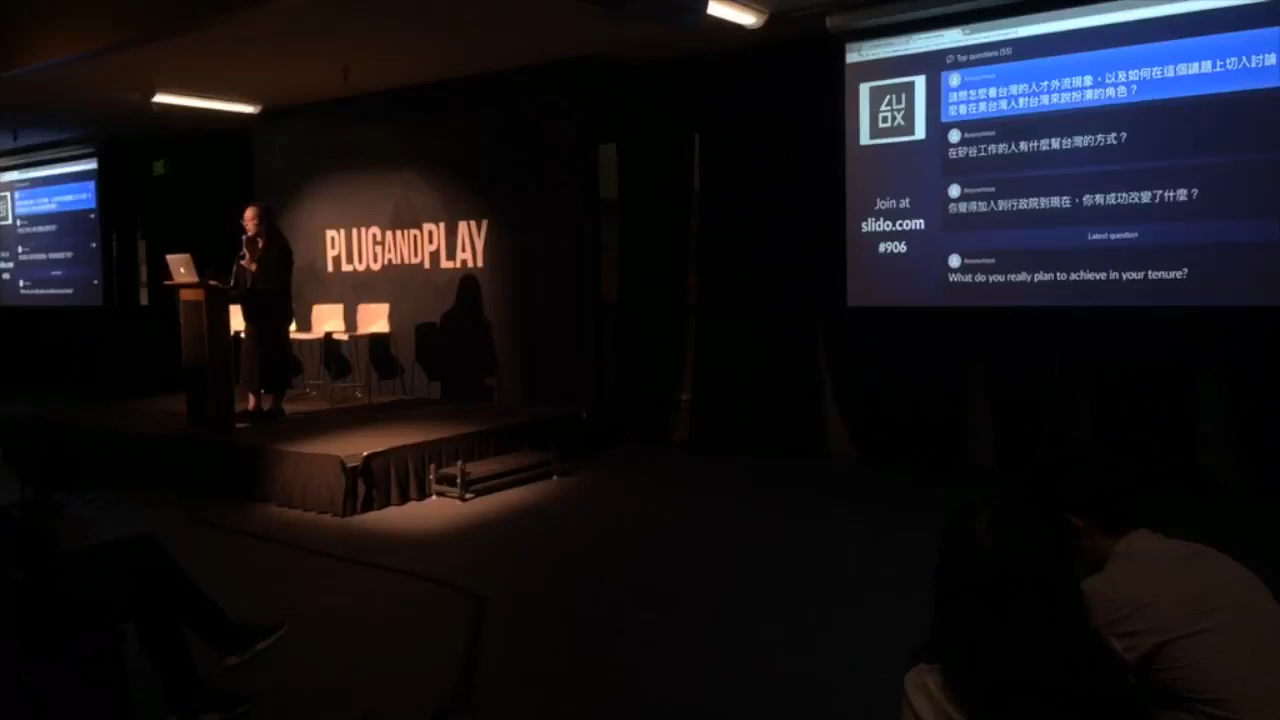 PLUGANDPLAY
Top questions (55)
Anonymous
請問怎麼看台灣的人才外流現象，以及如何在這個議題上切入討論
麼看在美台灣人對台灣來說扮演的角色？
Anonymous
在矽谷工作的人有什麼幫台灣的方式？
Anonymous
你覺得加入到行政院到現在，你有成功改變了什麼？
Latest question
Anonymous
What do you really plan to achieve in your tenure?
Join at
slido.com
#906